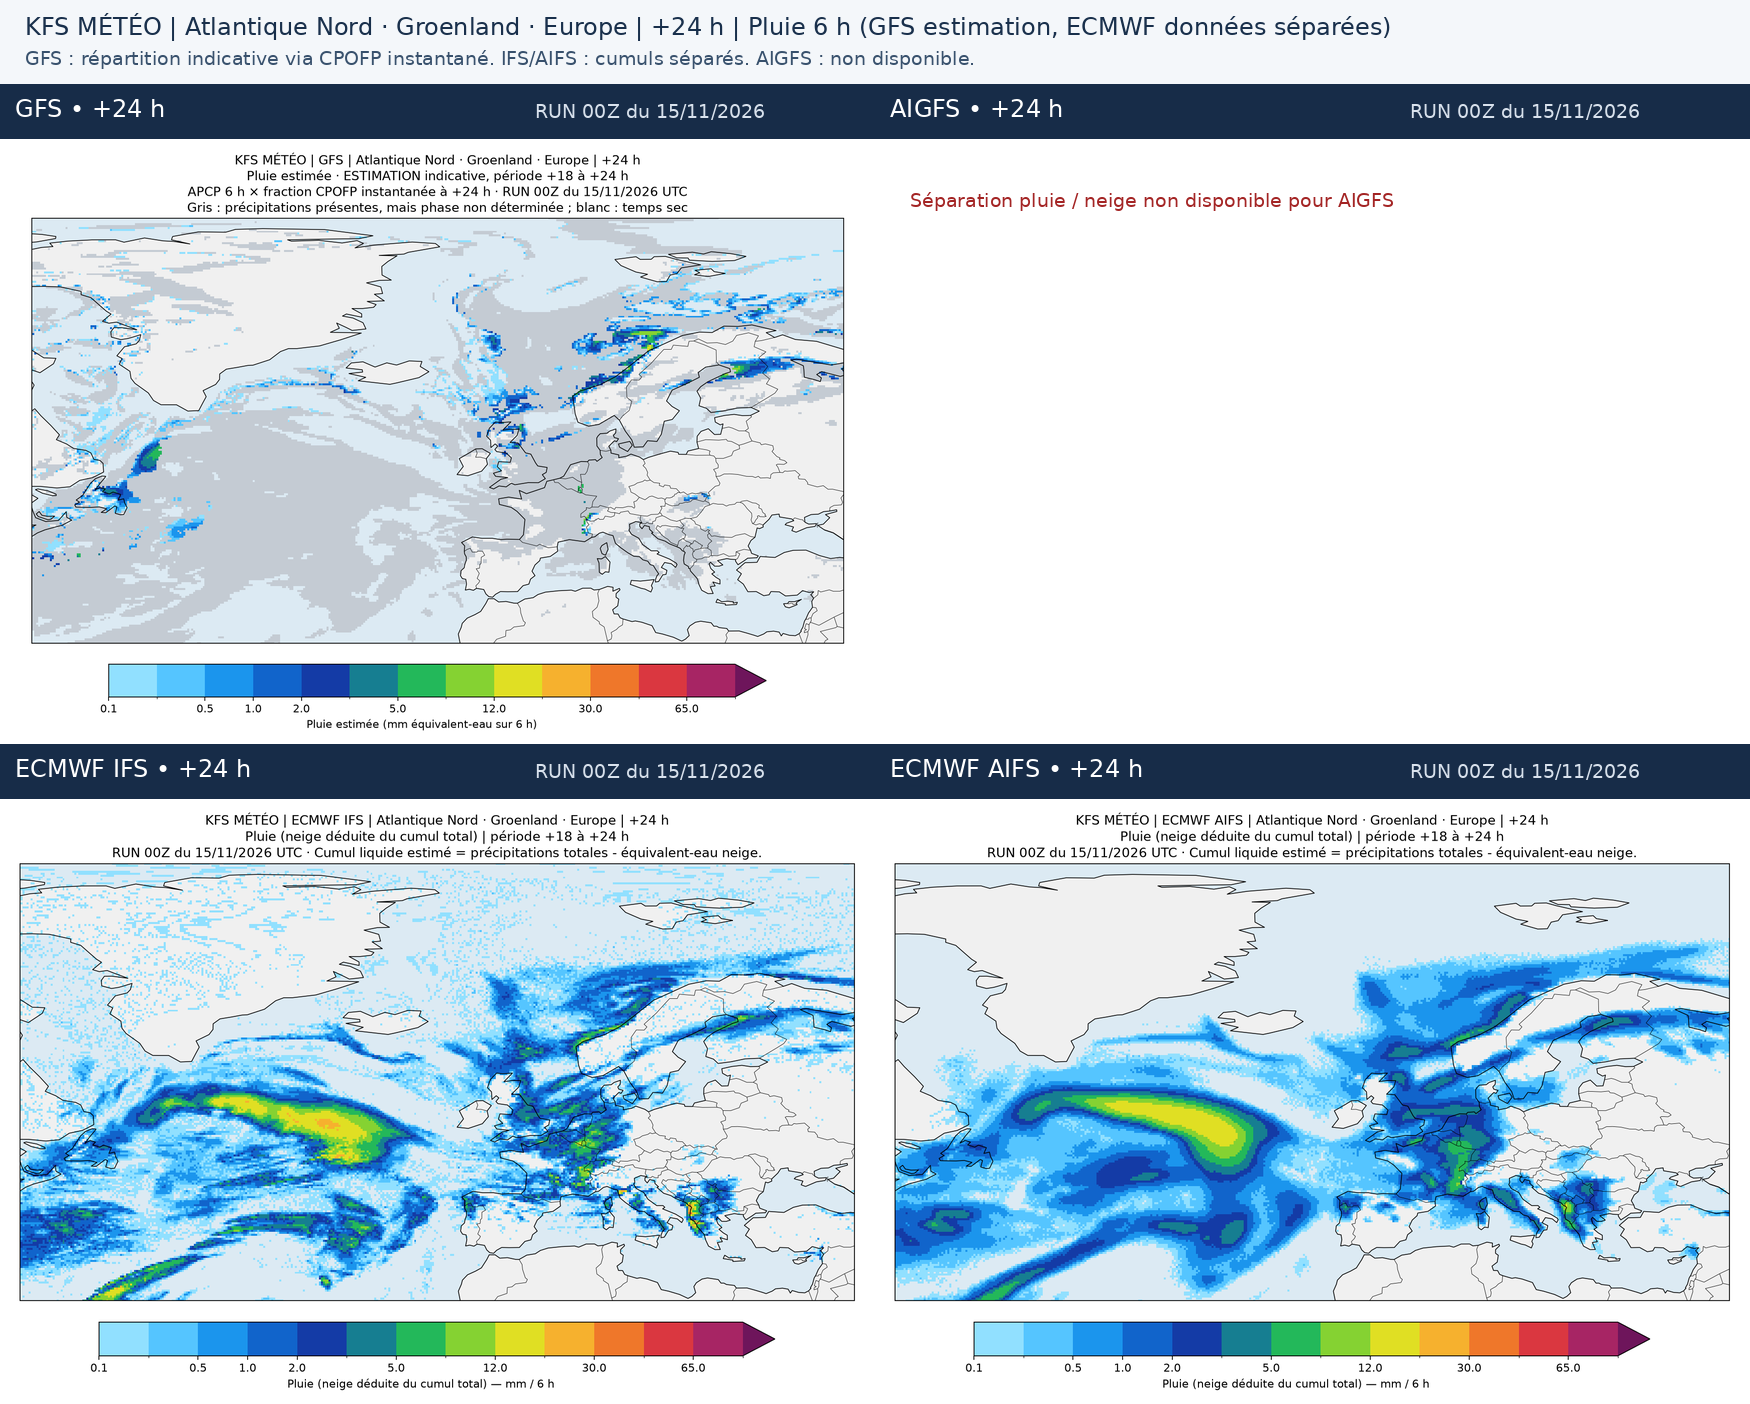 KFS MÉTÉO | Atlantique Nord · Groenland · Europe | +24 h | Pluie 6 h (GFS estimation, ECMWF données séparées)
GFS : répartition indicative via CPOFP instantané. IFS/AIFS : cumuls séparés. AIGFS : non disponible.
GFS • +24 h
RUN 00Z du 15/11/2026
AIGFS • +24 h
RUN 00Z du 15/11/2026
KFS MÉTÉO | GFS | Atlantique Nord · Groenland · Europe | +24 h
Pluie estimée · ESTIMATION indicative, période +18 à +24 h
APCP 6 h × fraction CPOFP instantanée à +24 h · RUN 00Z du 15/11/2026 UTC
Gris : précipitations présentes, mais phase non déterminée ; blanc : temps sec
Séparation pluie / neige non disponible pour AIGFS
0.1 0.5 1.0 2.0 5.0 12.0 30.0 65.0
Pluie estimée (mm équivalent-eau sur 6 h)
ECMWF IFS • +24 h
RUN 00Z du 15/11/2026
ECMWF AIFS • +24 h
RUN 00Z du 15/11/2026
KFS MÉTÉO | ECMWF IFS | Atlantique Nord · Groenland · Europe | +24 h
Pluie (neige déduite du cumul total) | période +18 à +24 h
RUN 00Z du 15/11/2026 UTC · Cumul liquide estimé = précipitations totales - équivalent-eau neige.
KFS MÉTÉO | ECMWF AIFS | Atlantique Nord · Groenland · Europe | +24 h
Pluie (neige déduite du cumul total) | période +18 à +24 h
RUN 00Z du 15/11/2026 UTC · Cumul liquide estimé = précipitations totales - équivalent-eau neige.
0.1 0.5 1.0 2.0 5.0 12.0 30.0 65.0
Pluie (neige déduite du cumul total) — mm / 6 h
0.1 0.5 1.0 2.0 5.0 12.0 30.0 65.0
Pluie (neige déduite du cumul total) — mm / 6 h